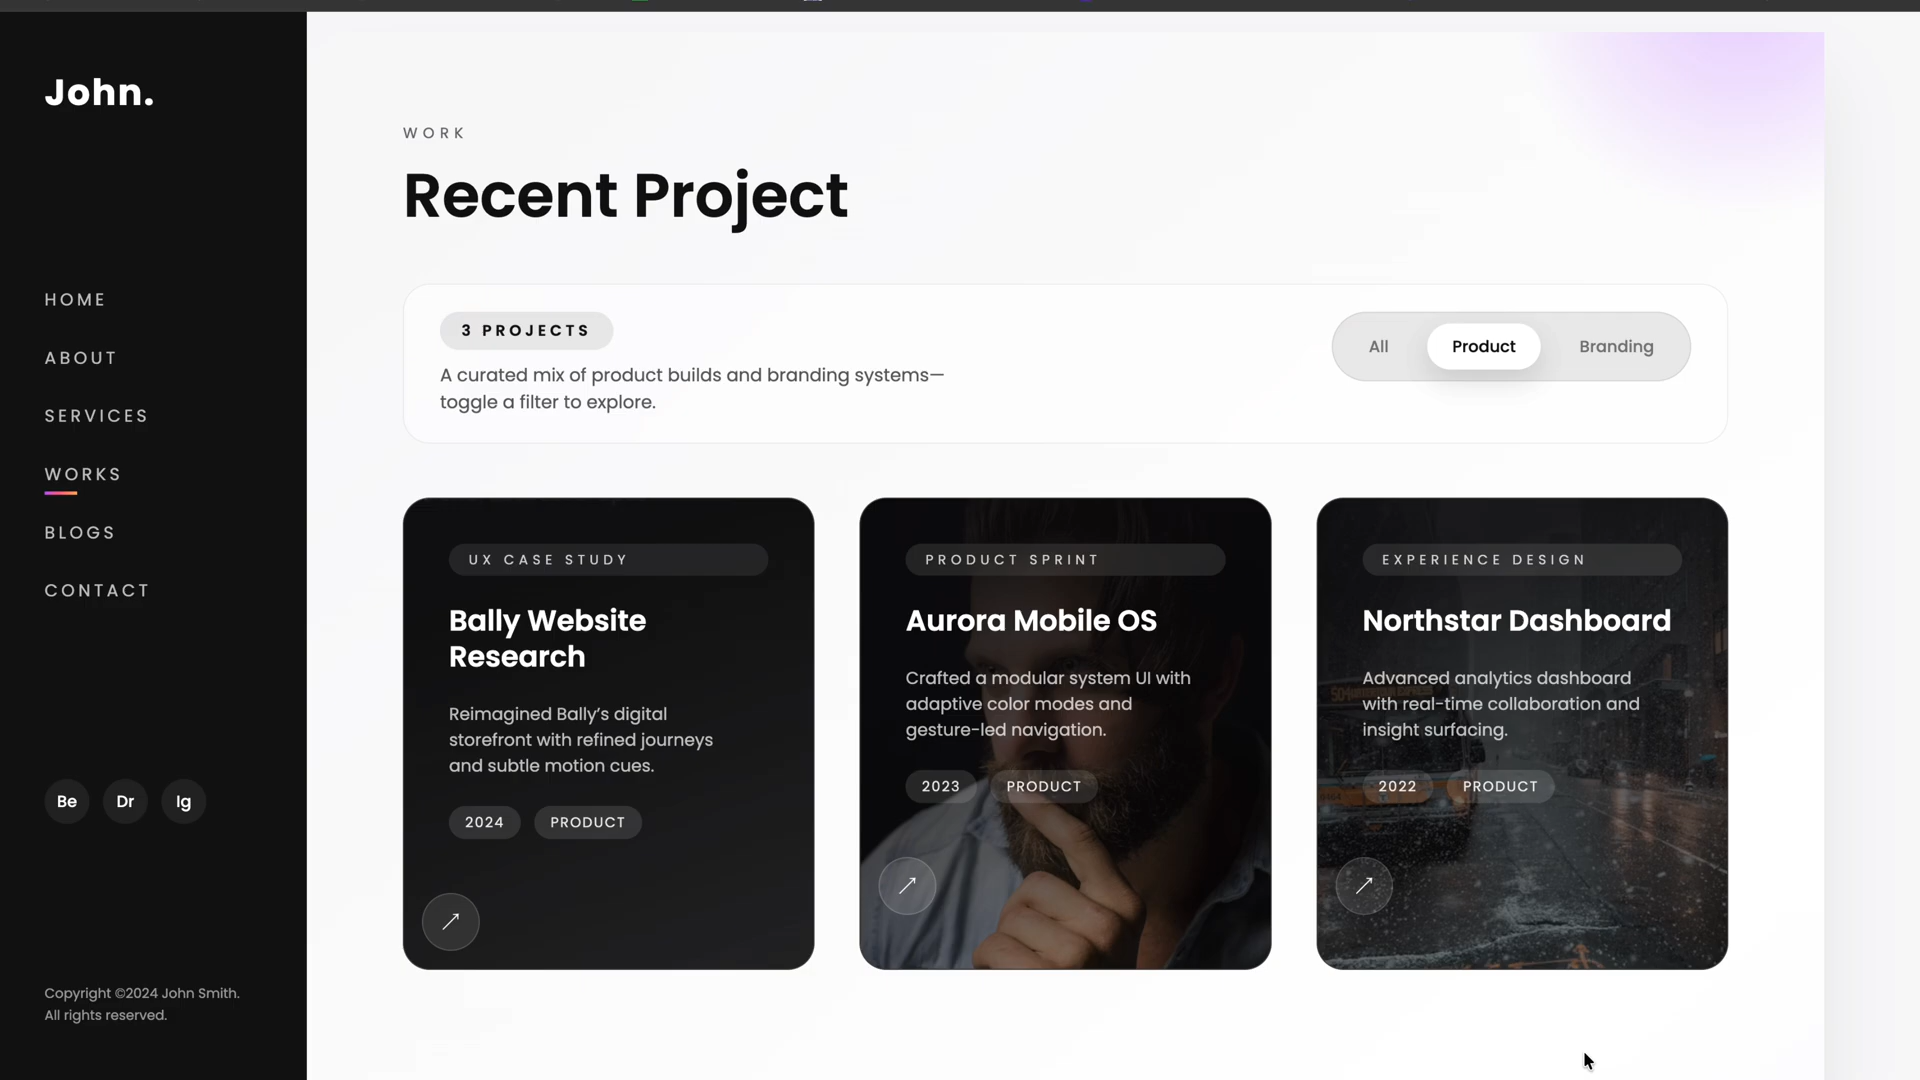 John.
HOME
ABOUT
SERVICES
WORKS
BLOGS
CONTACT
Be Dr Ig
Copyright ©2024 John Smith.
All rights reserved.
WORK
Recent Project
3 PROJECTS
A curated mix of product builds and branding systems—
toggle a filter to explore.
All Product Branding
UX CASE STUDY
Bally Website
Research
Reimagined Bally’s digital
storefront with refined journeys
and subtle motion cues.
2024 PRODUCT
PRODUCT SPRINT
Aurora Mobile OS
Crafted a modular system UI with
adaptive color modes and
gesture-led navigation.
2023 PRODUCT
EXPERIENCE DESIGN
Northstar Dashboard
Advanced analytics dashboard
with real-time collaboration and
insight surfacing.
2022 PRODUCT